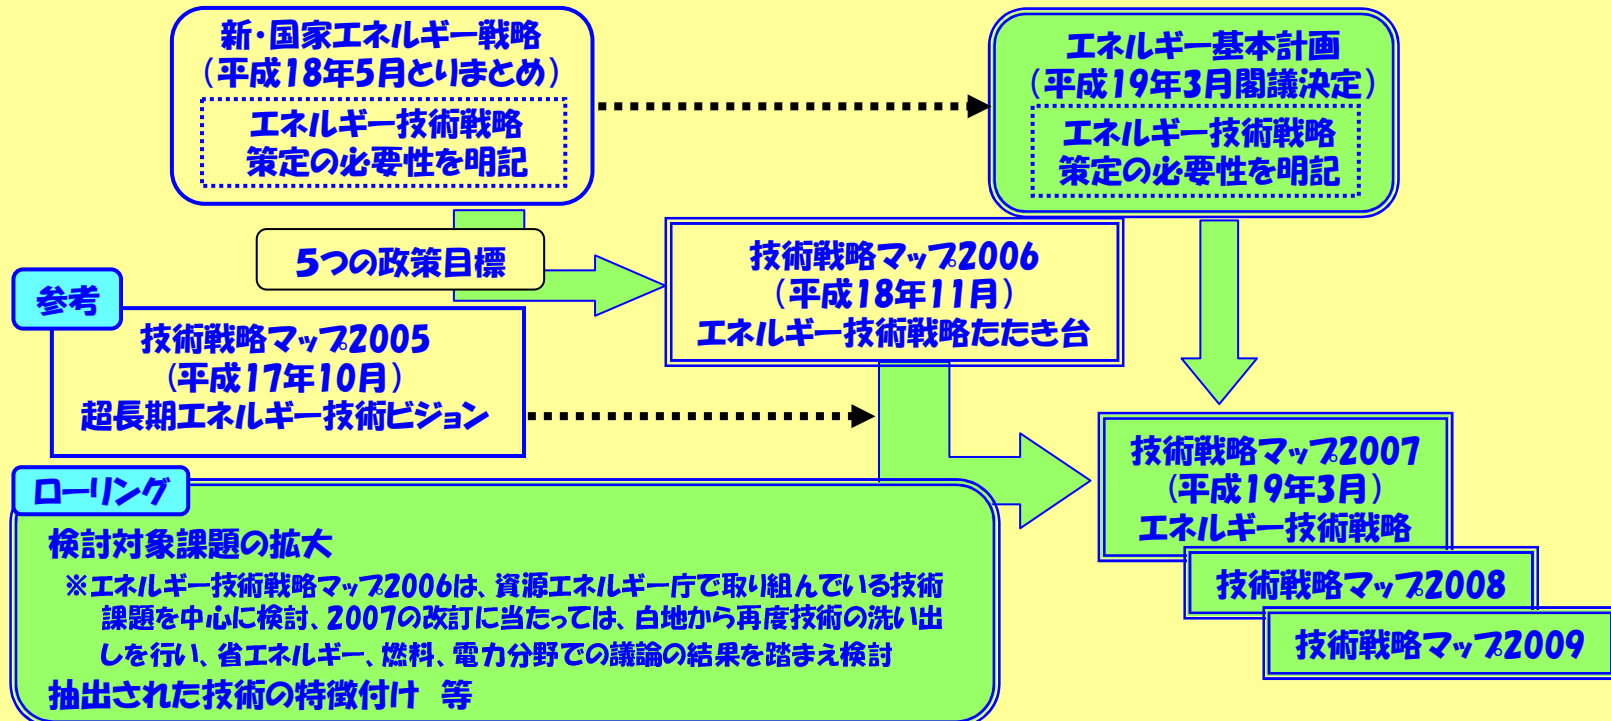 新・国家エネルギー戦略
（平成18年5月とりまとめ）
エネルギー技術戦略
策定の必要性を明記
エネルギー基本計画
（平成19年3月閣議決定）
エネルギー技術戦略
策定の必要性を明記
5つの政策目標
技術戦略マップ2006
（平成18年11月）
エネルギー技術戦略たたき台
参考
技術戦略マップ2005
（平成17年10月）
超長期エネルギー技術ビジョン
技術戦略マップ2007
（平成19年3月）
エネルギー技術戦略
技術戦略マップ2008
技術戦略マップ2009
ローリング
検討対象課題の拡大
※エネルギー技術戦略マップ2006は、資源エネルギー庁で取り組んでいる技術
課題を中心に検討、2007の改訂に当たっては、白地から再度技術の洗い出
しを行い、省エネルギー、燃料、電力分野での議論の結果を踏まえ検討
抽出された技術の特徴付け　等